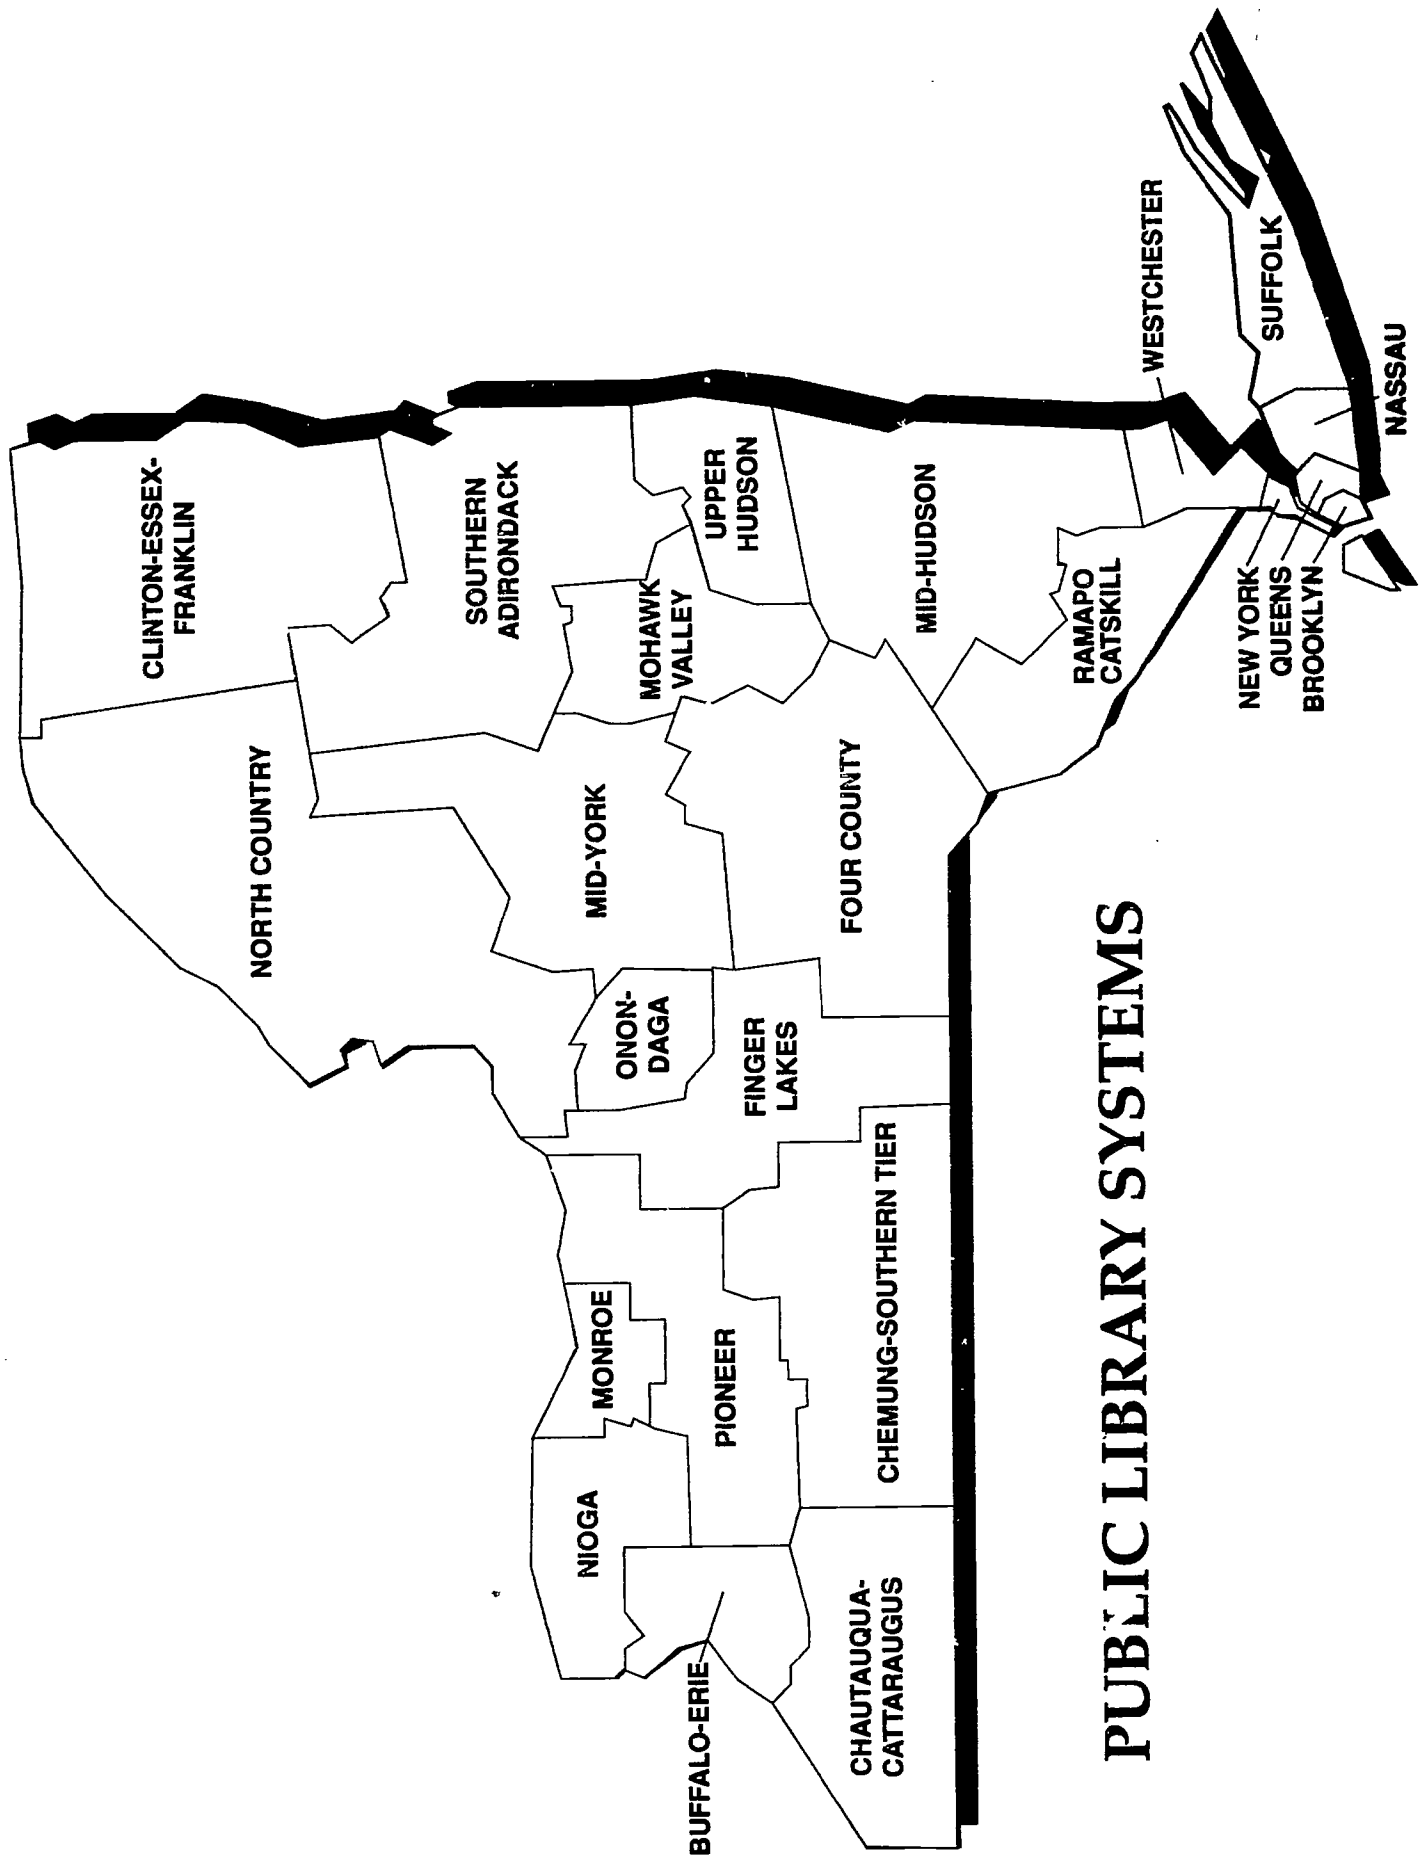 CLINTON-ESSEX-
FRANKLIN
NORTH COUNTRY
SOUTHERN
ADIRONDACK
MID-YORK
MOHAWK
VALLEY
UPPER
HUDSON
ONON-
DAGA
FINGER
LAKES
MONROE
NIOGA
PIONEER
BUFFALO-ERIE
CHAUTAUQUA-
CATTARAUGUS
CHEMUNG-SOUTHERN TIER
FOUR COUNTY
MID-HUDSON
RAMAPO
CATSKILL
WESTCHESTER
SUFFOLK
NASSAU
NEW YORK
QUEENS
BROOKLYN
PUBLIC LIBRARY SYSTEMS